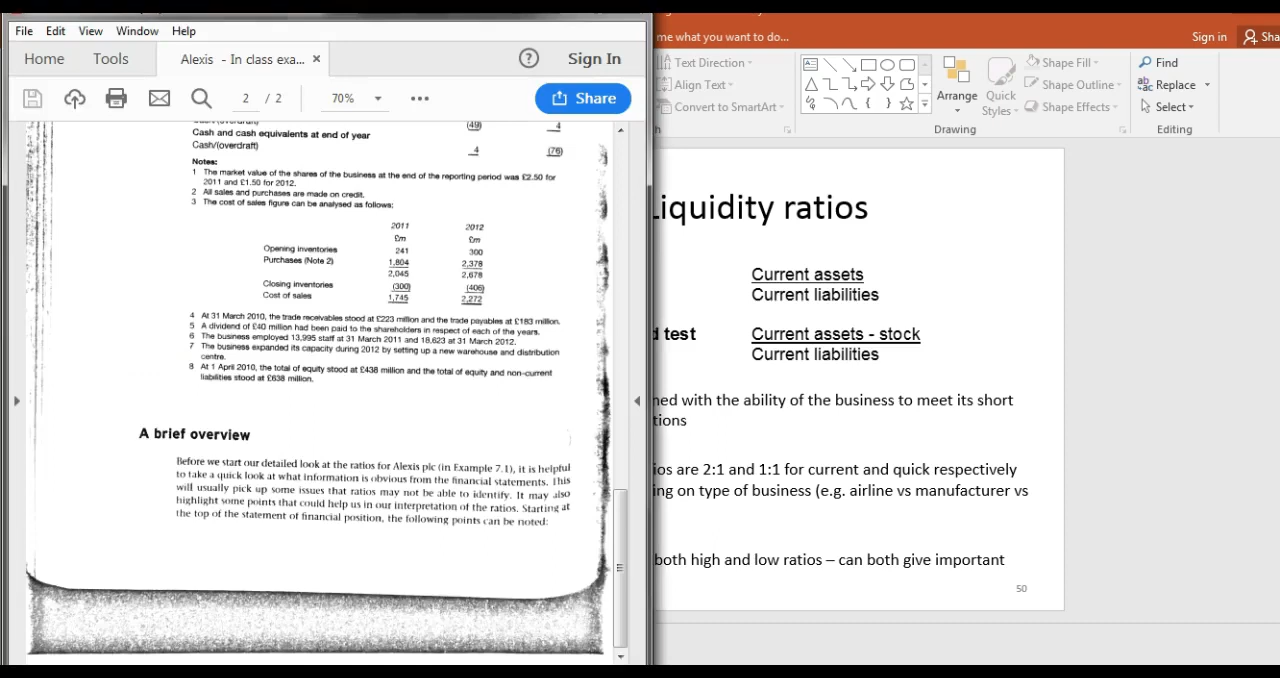 File Edit View Window Help
Home Tools Alexis - In class exa... × ? Sign In
2 / 2 70% ••• Share
Cash and cash equivalents at end of year (49) 4
Cash/(overdraft) 4 (76)
Notes:
1 The market value of the shares of the business at the end of the reporting period was £2.50 for
2011 and £1.50 for 2012.
2 All sales and purchases are made on credit.
3 The cost of sales figure can be analysed as follows:
2011 2012
£m £m
Opening inventories 241 300
Purchases (Note 2) 1,804 2,378
2,045 2,678
Closing inventories (300) (406)
Cost of sales 1,745 2,272
4 At 31 March 2010, the trade receivables stood at £223 million and the trade payables at £183 million.
5 A dividend of £40 million had been paid to the shareholders in respect of each of the years.
6 The business employed 13,995 staff at 31 March 2011 and 18,623 at 31 March 2012.
7 The business expanded its capacity during 2012 by setting up a new warehouse and distribution
centre.
8 At 1 April 2010, the total of equity stood at £438 million and the total of equity and non-current
liabilities stood at £638 million.
A brief overview
Before we start our detailed look at the ratios for Alexis plc (in Example 7.1), it is helpful
to take a quick look at what information is obvious from the financial statements. This
will usually pick up some issues that ratios may not be able to identify. It may also
highlight some points that could help us in our interpretation of the ratios. Starting at
the top of the statement of financial position, the following points can be noted:
me what you want to do... Sign in Sha
Text Direction Shape Fill Find
Align Text Shape Outline Replace
Convert to SmartArt Arrange Quick Styles Shape Effects Select
Drawing Editing
Liquidity ratios
Current assets
Current liabilities
d test Current assets - stock
Current liabilities
ned with the ability of the business to meet its short
tions
ios are 2:1 and 1:1 for current and quick respectively
ing on type of business (e.g. airline vs manufacturer vs
both high and low ratios – can both give important
50